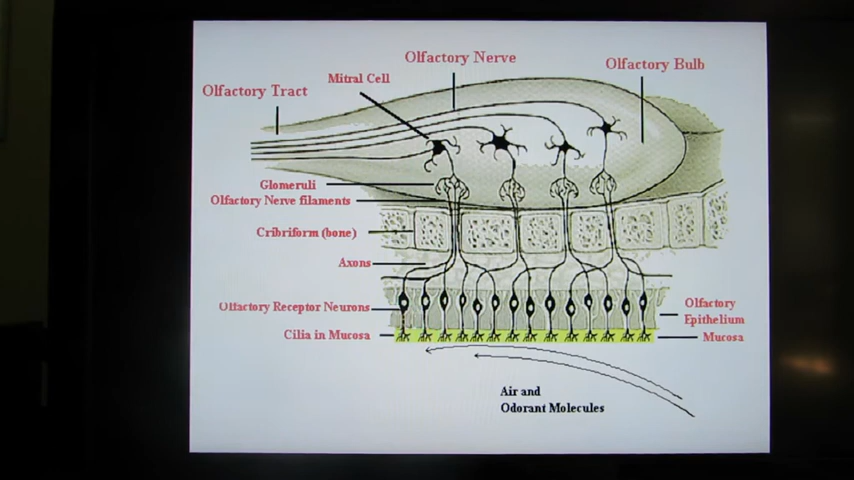 Olfactory Nerve
Olfactory Bulb
Mitral Cell
Olfactory Tract
Glomeruli
Olfactory Nerve filaments
Cribriform (bone)
Axons
Olfactory Receptor Neurons
Olfactory
Epithelium
Cilia in Mucosa
Mucosa
Air and
Odorant Molecules